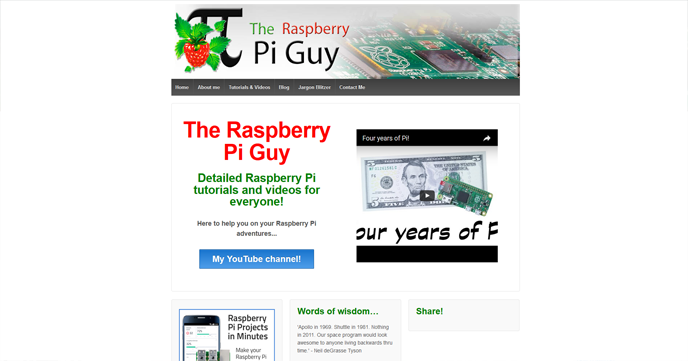 The Raspberry
Pi Guy
Home About me Tutorials & Videos Blog Jargon Blitzer Contact Me
The Raspberry
Pi Guy
Detailed Raspberry Pi
tutorials and videos for
everyone!
Here to help you on your Raspberry Pi
adventures...
My YouTube channel!
Four years of Pi!
our years of P
Raspberry
Pi Projects
in Minutes
Make your
Raspberry Pi
Words of wisdom…
'Apollo in 1969. Shuttle in 1981. Nothing
in 2011. Our space program would look
awesome to anyone living backwards thru
time.' - Neil deGrasse Tyson
Share!